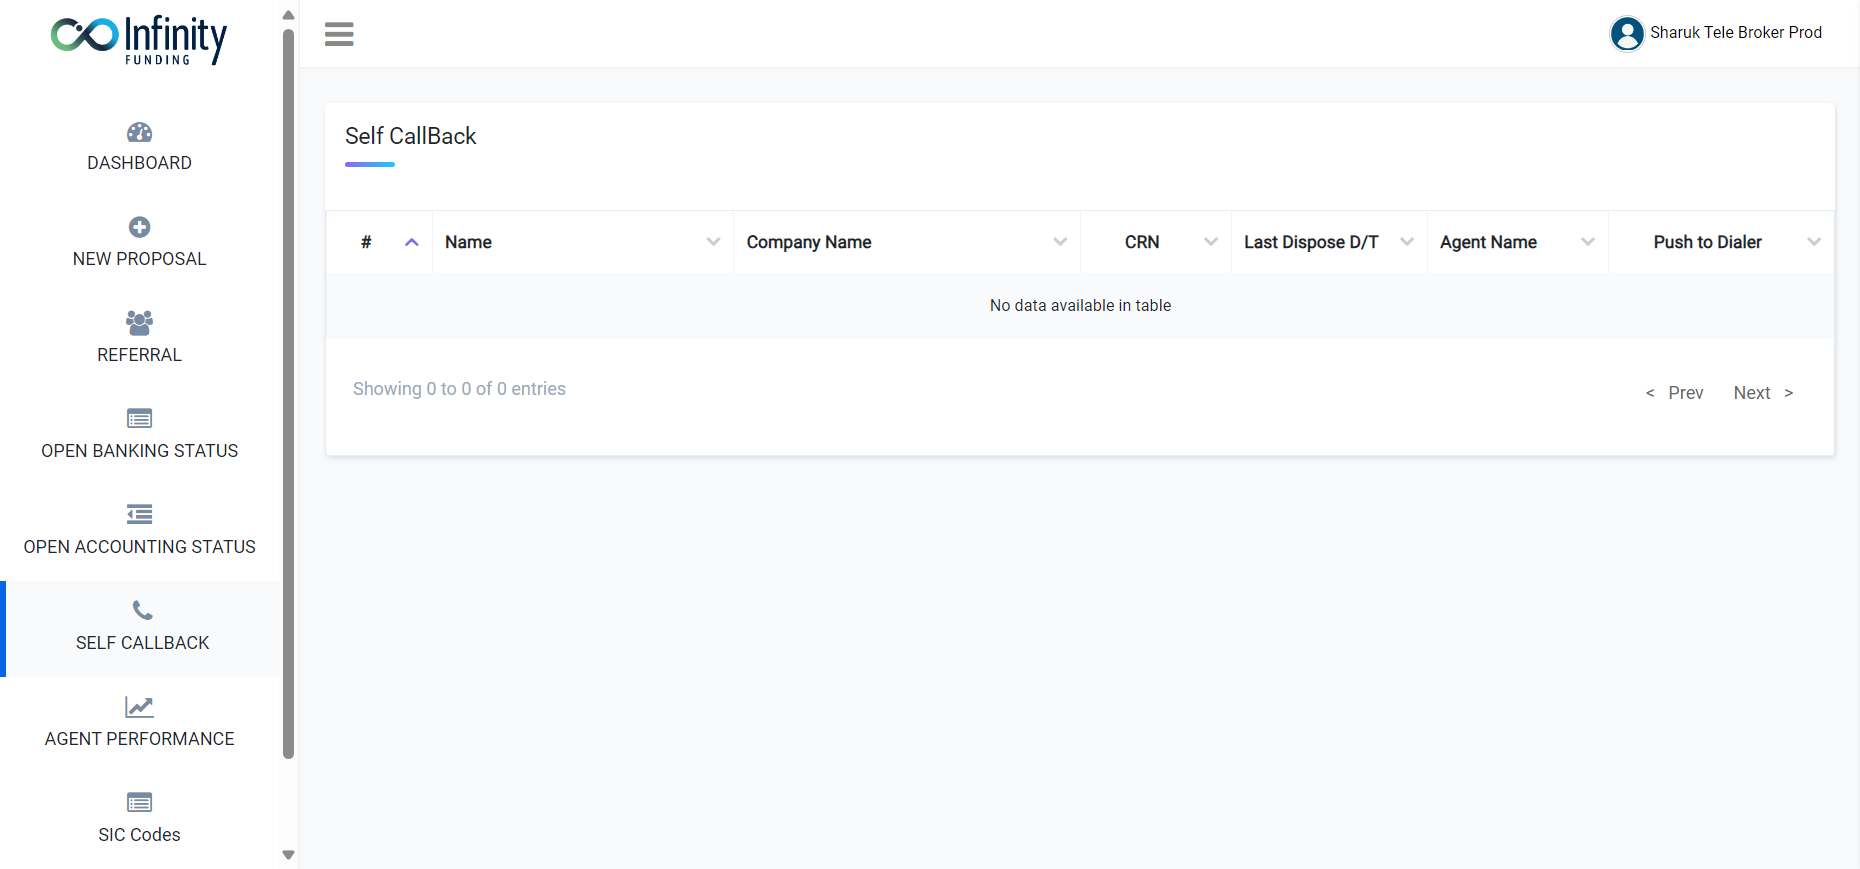 Infinity
FUNDING
Sharuk Tele Broker Prod
DASHBOARD
NEW PROPOSAL
REFERRAL
OPEN BANKING STATUS
OPEN ACCOUNTING STATUS
SELF CALLBACK
AGENT PERFORMANCE
SIC Codes
Self CallBack
# Name Company Name CRN Last Dispose D/T Agent Name Push to Dialer
No data available in table
Showing 0 to 0 of 0 entries
< Prev Next >